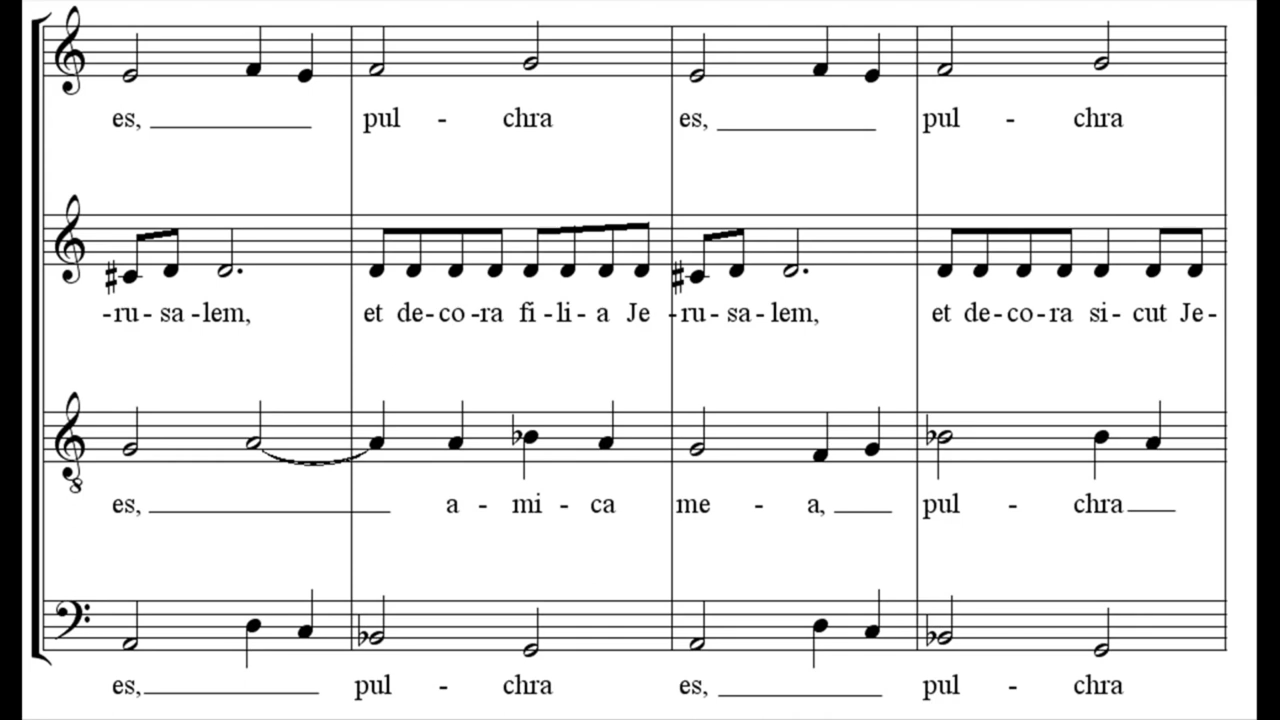 es, pul - chra es, pul - chra
-ru - sa - lem, et de - co - ra fi - li - a Je - ru - sa - lem, et de - co - ra si - cut Je -
es, a - mi - ca me - a, pul - chra
es, pul - chra es, pul - chra